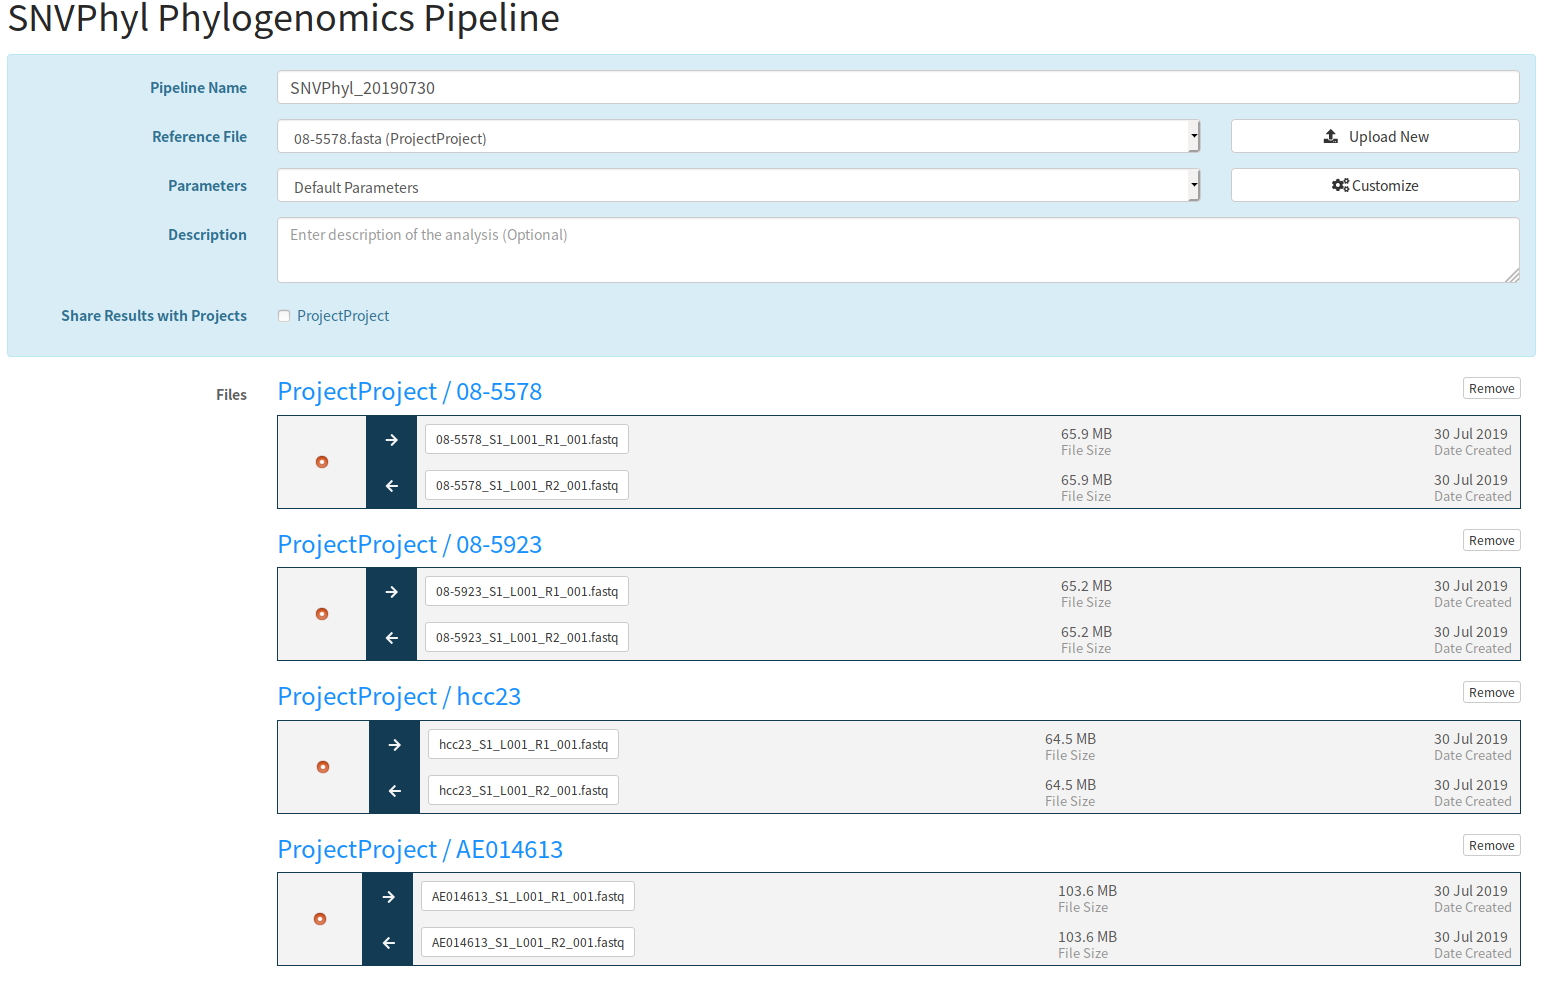 SNVPhyl Phylogenomics Pipeline
Pipeline Name SNVPhyl_20190730
Reference File 08-5578.fasta (ProjectProject) Upload New
Parameters Default Parameters Customize
Description Enter description of the analysis (Optional)
Share Results with Projects ProjectProject
Files ProjectProject / 08-5578 Remove
08-5578_S1_L001_R1_001.fastq 65.9 MB 30 Jul 2019
File Size Date Created
08-5578_S1_L001_R2_001.fastq 65.9 MB 30 Jul 2019
File Size Date Created
ProjectProject / 08-5923 Remove
08-5923_S1_L001_R1_001.fastq 65.2 MB 30 Jul 2019
File Size Date Created
08-5923_S1_L001_R2_001.fastq 65.2 MB 30 Jul 2019
File Size Date Created
ProjectProject / hcc23 Remove
hcc23_S1_L001_R1_001.fastq 64.5 MB 30 Jul 2019
File Size Date Created
hcc23_S1_L001_R2_001.fastq 64.5 MB 30 Jul 2019
File Size Date Created
ProjectProject / AE014613 Remove
AE014613_S1_L001_R1_001.fastq 103.6 MB 30 Jul 2019
File Size Date Created
AE014613_S1_L001_R2_001.fastq 103.6 MB 30 Jul 2019
File Size Date Created